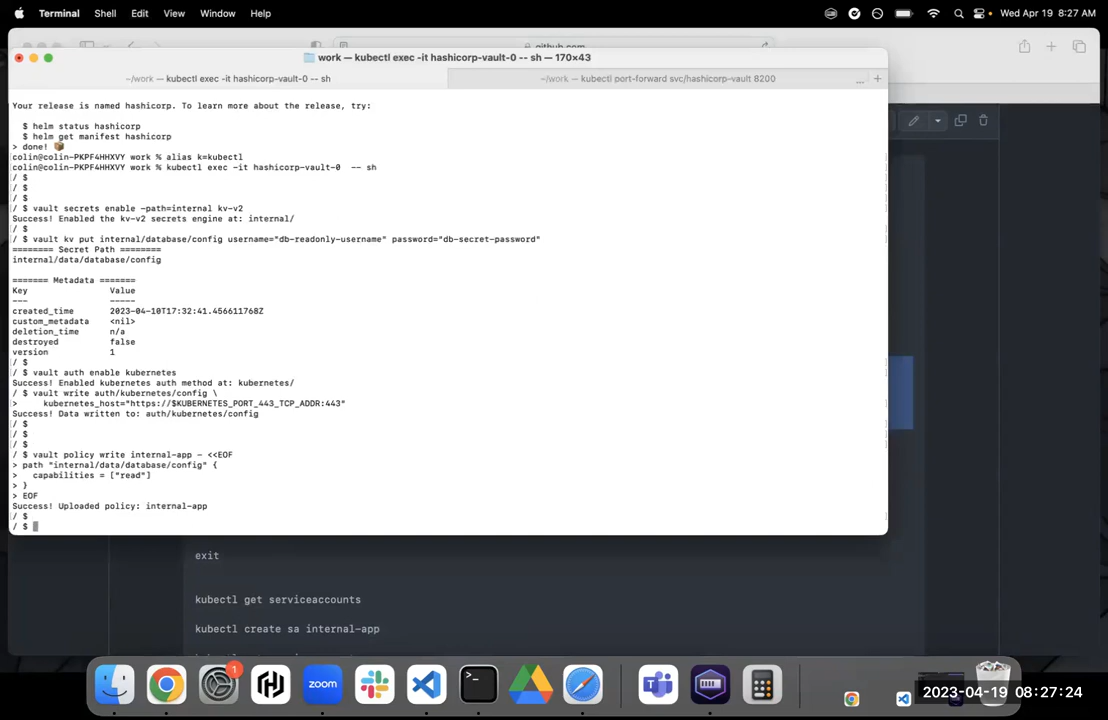 Terminal Shell Edit View Window Help Wed Apr 19 8:27 AM
github.com
work — kubectl exec -it hashicorp-vault-0 -- sh — 170×43
~/work — kubectl exec -it hashicorp-vault-0 -- sh ~/work — kubectl port-forward svc/hashicorp-vault 8200 ... +
Your release is named hashicorp. To learn more about the release, try:
$ helm status hashicorp
$ helm get manifest hashicorp
> done! 📦
[colin@colin-PKPF4HHXVY work % alias k=kubectl
[colin@colin-PKPF4HHXVY work % kubectl exec -it hashicorp-vault-0  -- sh
[/ $
[/ $
[/ $
/ $ vault secrets enable -path=internal kv-v2
Success! Enabled the kv-v2 secrets engine at: internal/
[/ $
/ $ vault kv put internal/database/config username="db-readonly-username" password="db-secret-password"
======== Secret Path ========
internal/data/database/config
======= Metadata =======
Key Value
--- -----
created_time 2023-04-10T17:32:41.456611768Z
custom_metadata <nil>
deletion_time n/a
destroyed false
version 1
[/ $
/ $ vault auth enable kubernetes
Success! Enabled kubernetes auth method at: kubernetes/
/ $ vault write auth/kubernetes/config \
> kubernetes_host="https://$KUBERNETES_PORT_443_TCP_ADDR:443"
Success! Data written to: auth/kubernetes/config
[/ $
[/ $
[/ $
/ $ vault policy write internal-app - <<EOF
> path "internal/data/database/config" {
> capabilities = ["read"]
> }
> EOF
Success! Uploaded policy: internal-app
[/ $
/ $
exit
kubectl get serviceaccounts
kubectl create sa internal-app
1
zoom
2023-04-19 08:27:24